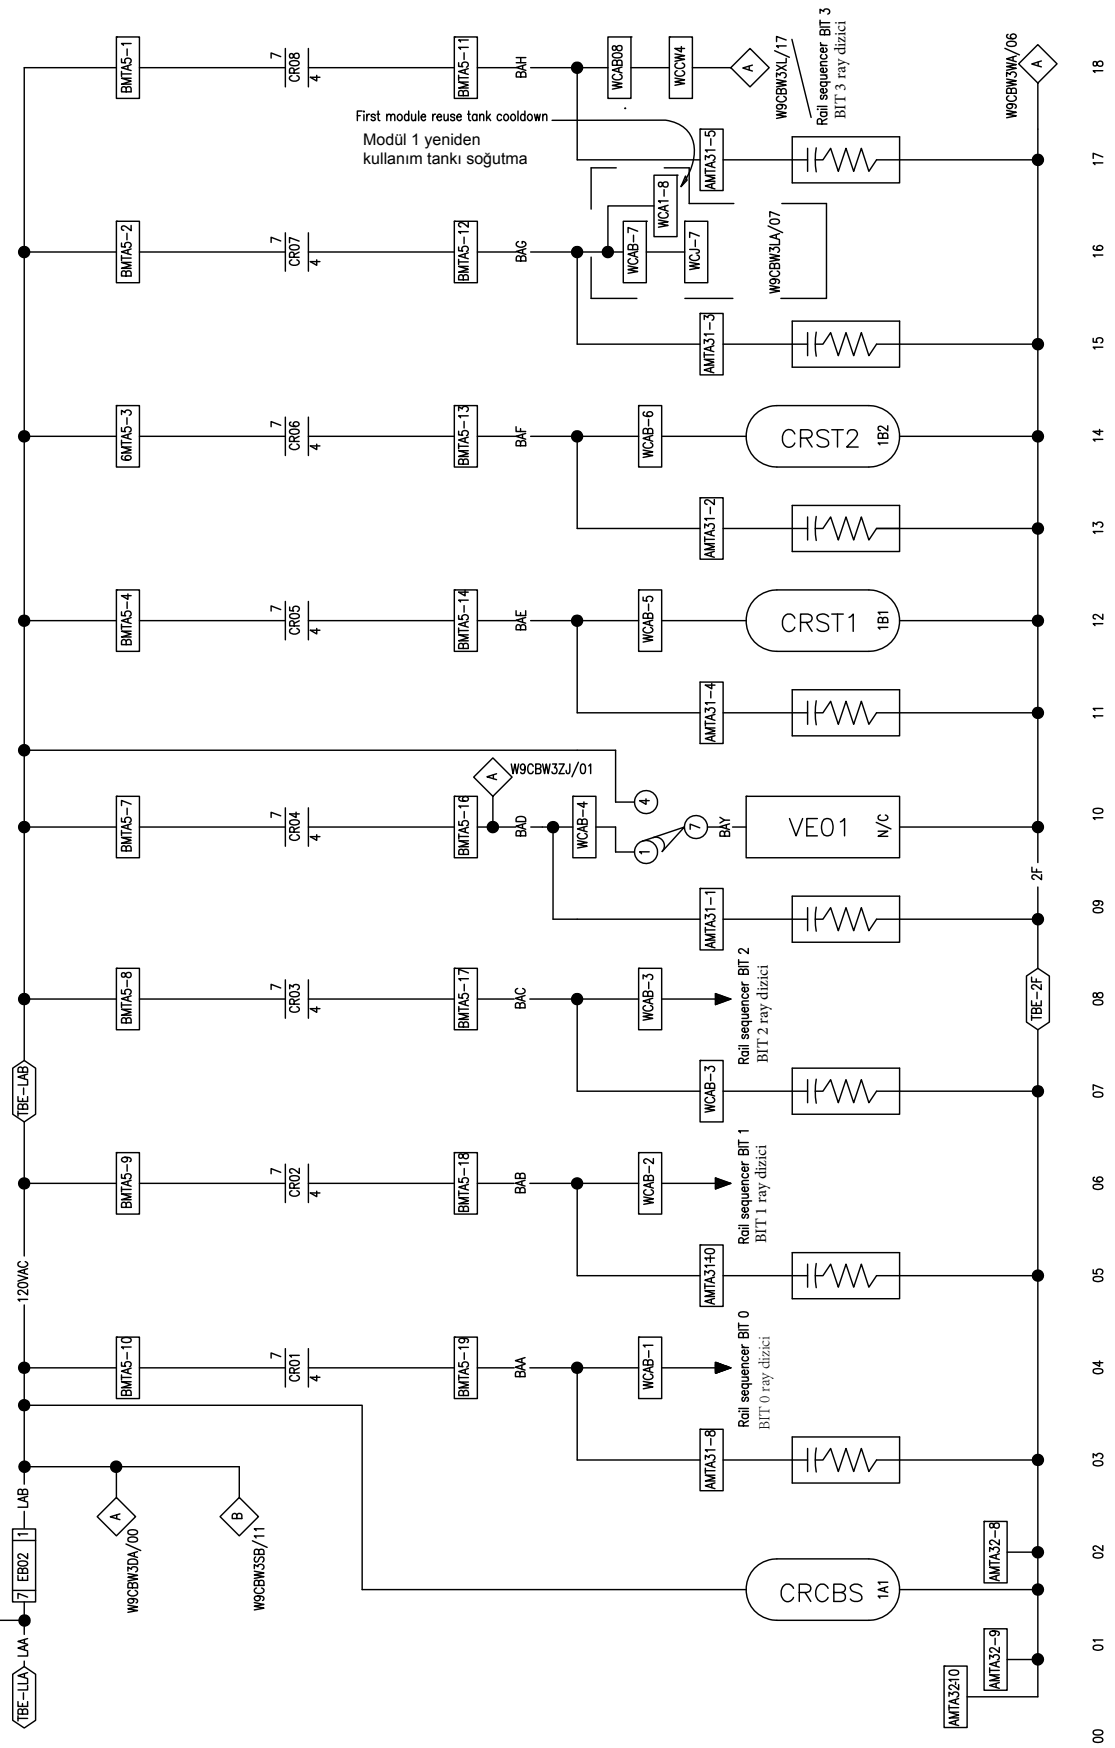 TBE-LLA
LAA
7 EB02 1
LAB
A
W9CBW3DA/00
B
W9CBW3SB/11
120VAC
TBE-LAB
CRCBS
1A1
AMTA3210
AMTA32-9
AMTA32-8
BMTA5-10
7
CR01
4
BMTA5-19
BAA
WCAB-1
AMTA31-8
Rail sequencer BIT 0
BIT 0 ray dizici
BMTA5-9
7
CR02
4
BMTA5-18
BAB
WCAB-2
AMTA3140
Rail sequencer BIT 1
BIT 1 ray dizici
BMTA5-8
7
CR03
4
BMTA5-17
BAC
WCAB-3
WCAB-3
Rail sequencer BIT 2
BIT 2 ray dizici
TBE-2F
2F
BMTA5-7
7
CR04
4
BMTA5-16
A
W9CBW3ZJ/01
BAD
WCAB-4
1
4
7
BAY
AMTA31-1
VE01
N/C
BMTA5-4
7
CR05
4
BMTA5-14
BAE
WCAB-5
AMTA31-4
CRST1
1B1
6MTA5-3
7
CR06
4
BMTA5-13
BAF
WCAB-6
AMTA31-2
CRST2
1B2
BMTA5-2
7
CR07
4
BMTA5-12
BAG
WCAB-7
WCA1-8
WCJ-7
AMTA31-3
W9CBW3LA/07
First module reuse tank cooldown
Modül 1 yeniden
kullanım tankı soğutma
BMTA5-1
7
CR08
4
BMTA5-11
BAH
WCAB08
WCCW4
A
AMTA31-5
W9CBW3XL/17
Rail sequencer BIT 3
BIT 3 ray dizici
W9CBW3WA/06
A
00
01
02
03
04
05
06
07
08
09
10
11
12
13
14
15
16
17
18